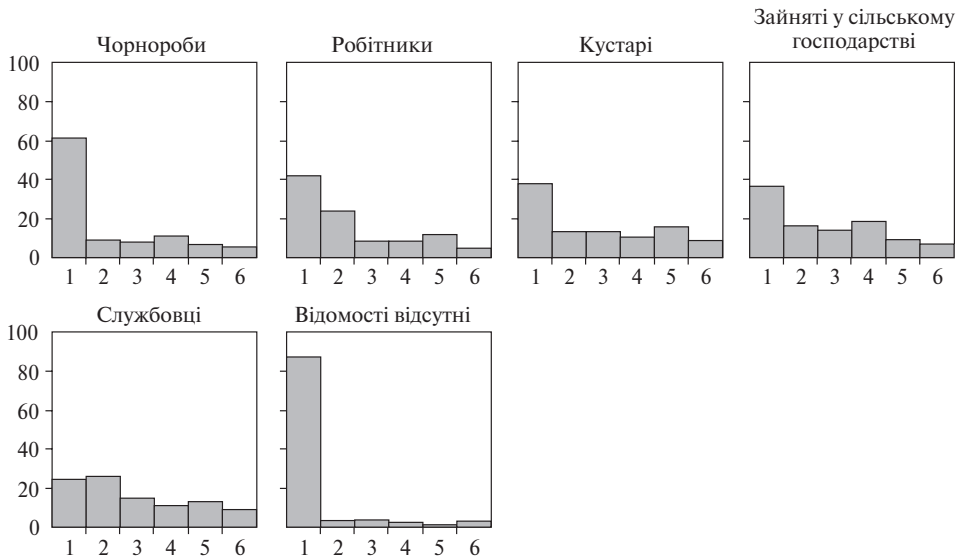 Чорнороби
Робітники
Кустарі
Зайняті у сільському
господарстві
100
80
60
40
20
0
1 2 3 4 5 6
1 2 3 4 5 6
1 2 3 4 5 6
1 2 3 4 5 6
Службовці
Відомості відсутні
100
80
60
40
20
0
1 2 3 4 5 6
1 2 3 4 5 6